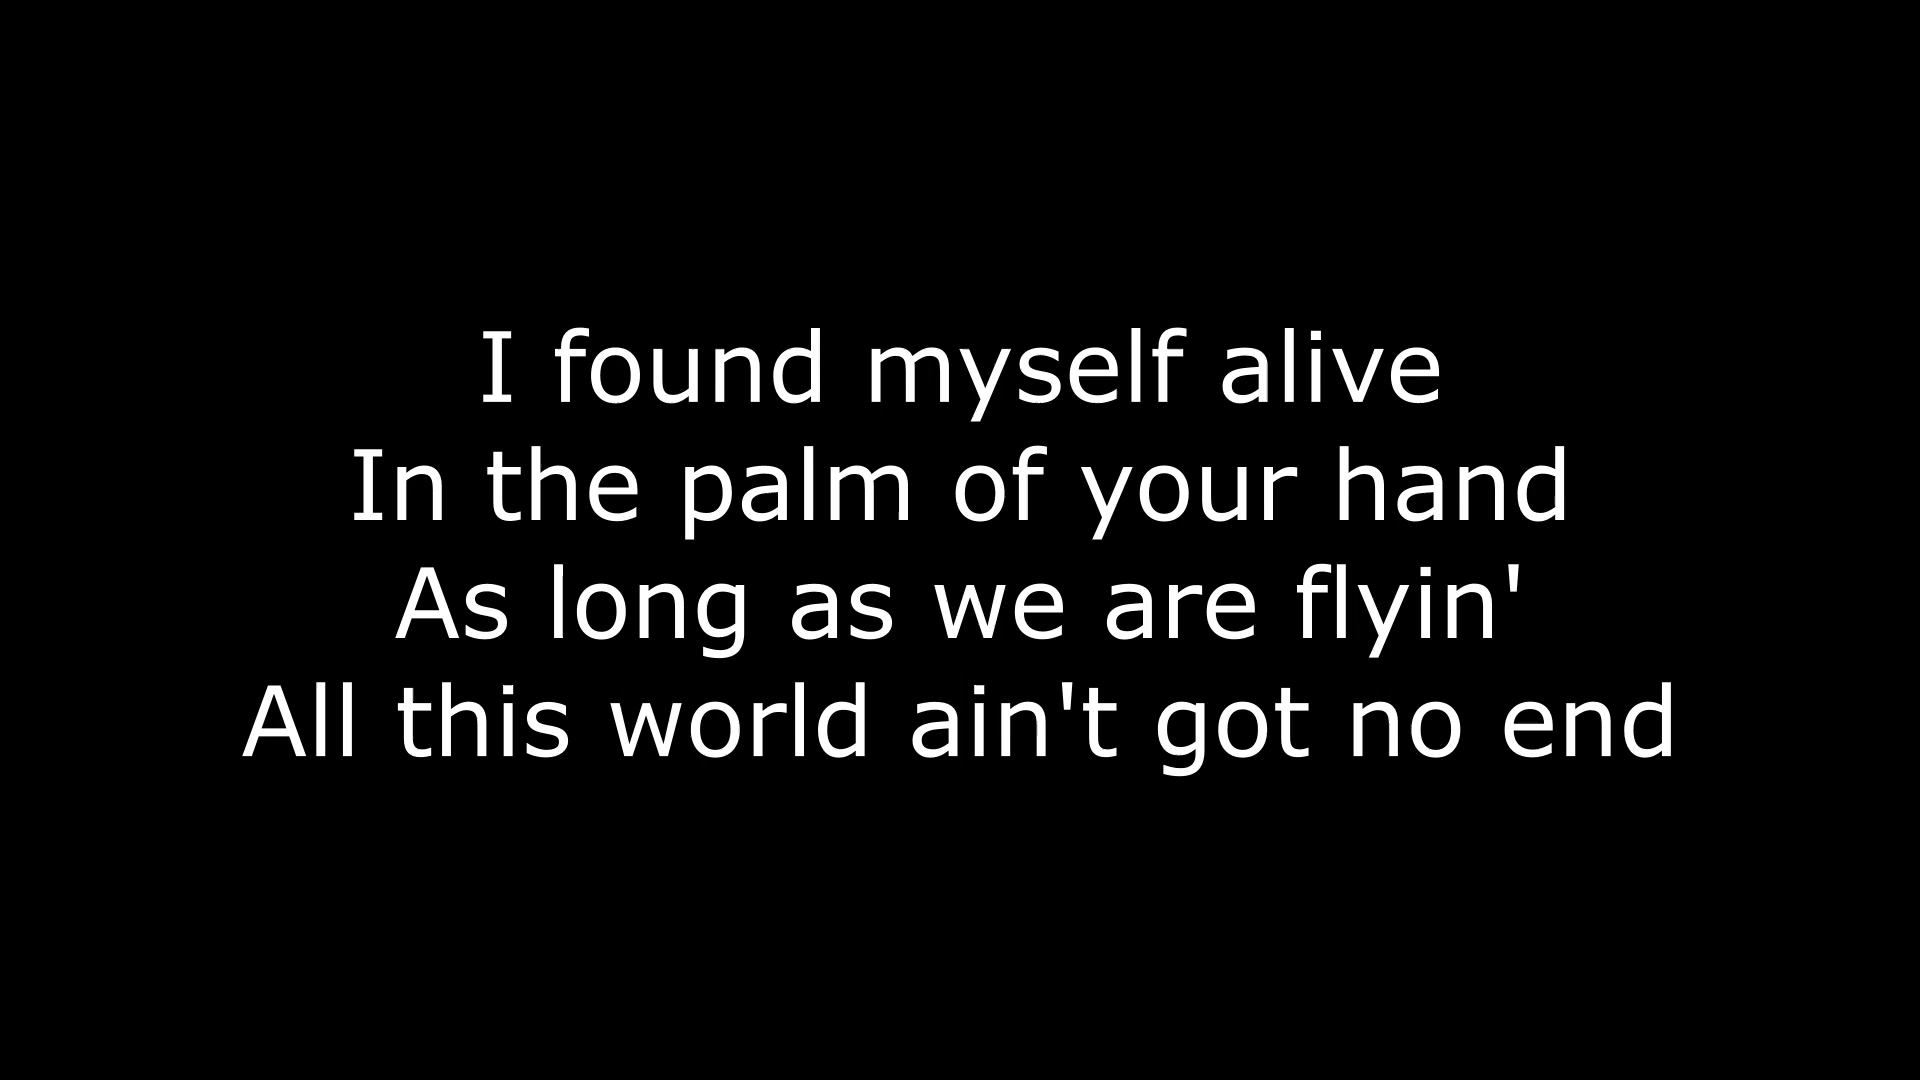 I found myself alive
In the palm of your hand
As long as we are flyin'
All this world ain't got no end